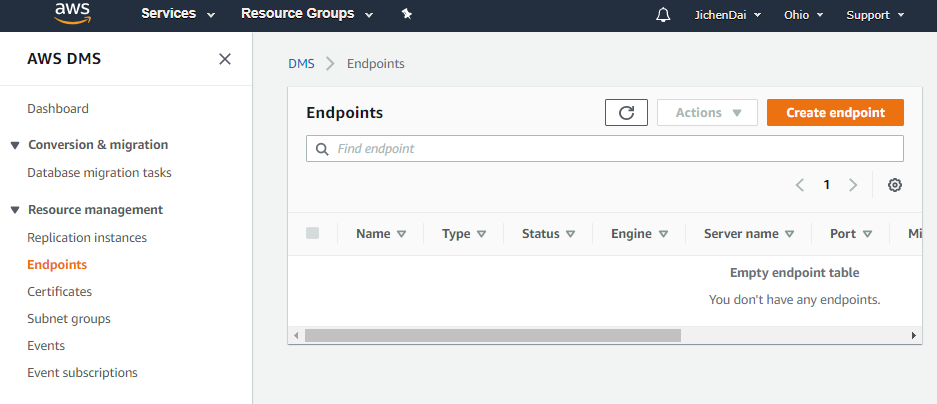 aws
Services
Resource Groups
JichenDai
Ohio
Support
AWS DMS
Dashboard
Conversion & migration
Database migration tasks
Resource management
Replication instances
Endpoints
Certificates
Subnet groups
Events
Event subscriptions
DMS
Endpoints
Endpoints
Actions
Create endpoint
Find endpoint
1
Name
Type
Status
Engine
Server name
Port
Mi
Empty endpoint table
You don't have any endpoints.